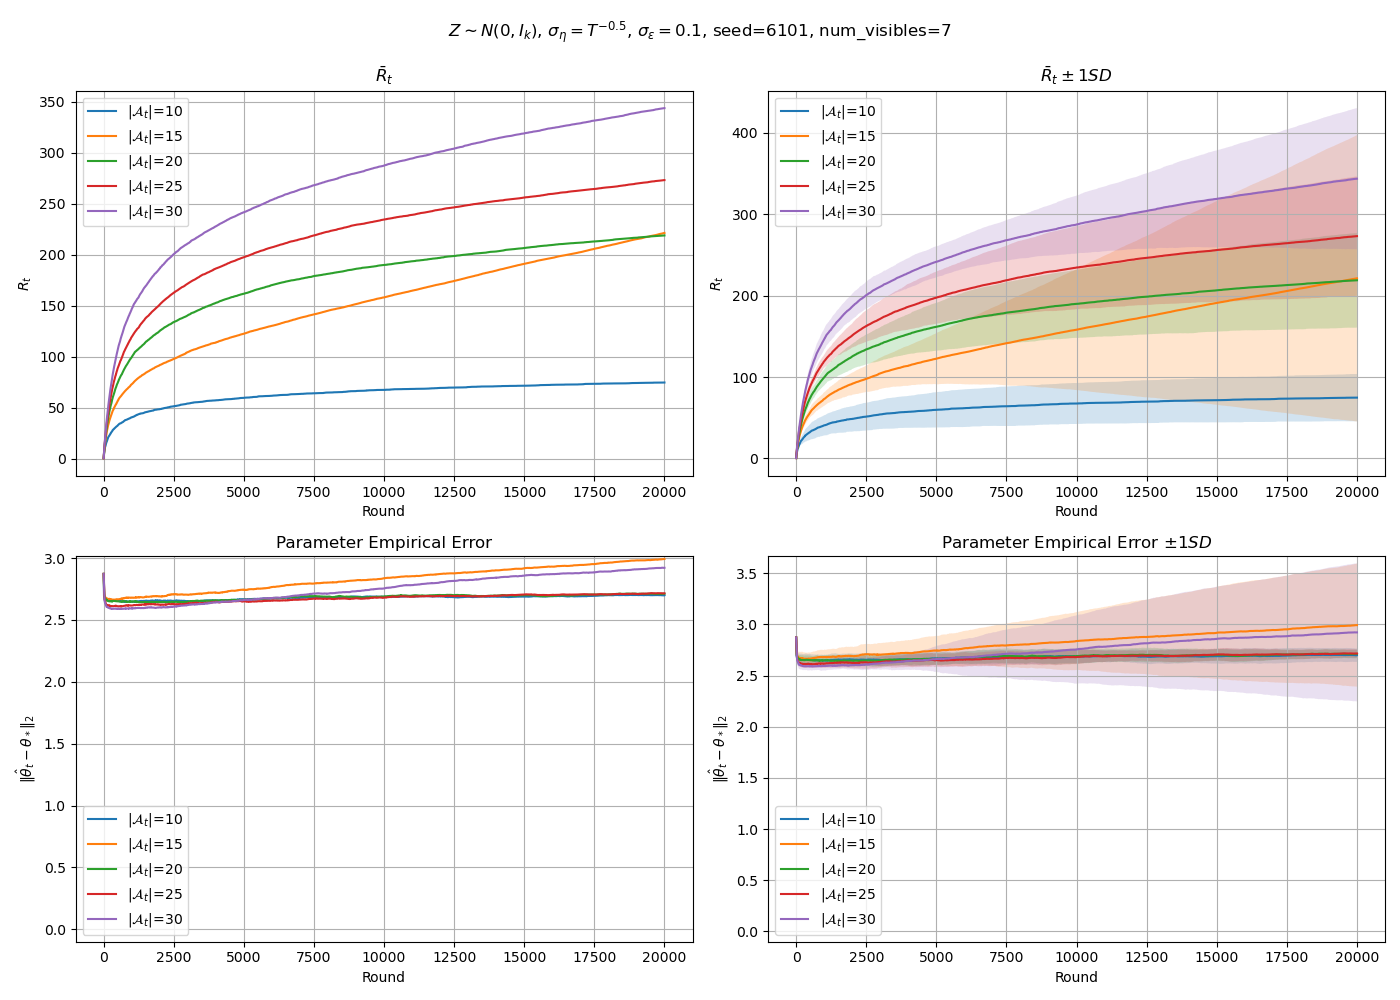 Z ∼ N(0, I_k), σ_η = T^{−0.5}, σ_ε = 0.1, seed=6101, num_visibles=7
R̄_t
R_t
350
300
250
200
150
100
50
0
|𝒜_t|=10
|𝒜_t|=15
|𝒜_t|=20
|𝒜_t|=25
|𝒜_t|=30
0 2500 5000 7500 10000 12500 15000 17500 20000
Round
R̄_t ± 1SD
R_t
400
300
200
100
0
|𝒜_t|=10
|𝒜_t|=15
|𝒜_t|=20
|𝒜_t|=25
|𝒜_t|=30
0 2500 5000 7500 10000 12500 15000 17500 20000
Round
Parameter Empirical Error
‖θ̂_t − θ_*‖_2
3.0
2.5
2.0
1.5
1.0
0.5
0.0
|𝒜_t|=10
|𝒜_t|=15
|𝒜_t|=20
|𝒜_t|=25
|𝒜_t|=30
0 2500 5000 7500 10000 12500 15000 17500 20000
Round
Parameter Empirical Error ±1SD
‖θ̂_t − θ_*‖_2
3.5
3.0
2.5
2.0
1.5
1.0
0.5
0.0
|𝒜_t|=10
|𝒜_t|=15
|𝒜_t|=20
|𝒜_t|=25
|𝒜_t|=30
0 2500 5000 7500 10000 12500 15000 17500 20000
Round